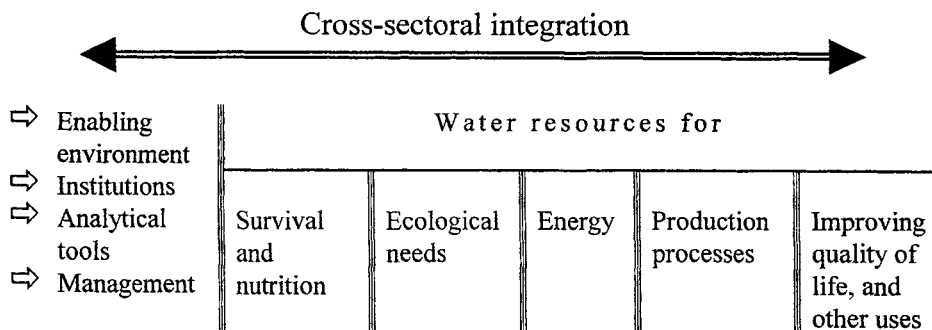 Cross-sectoral integration
Enabling
environment
Institutions
Analytical
tools
Management
Water resources for
Survival
and
nutrition
Ecological
needs
Energy
Production
processes
Improving
quality of
life, and
other uses